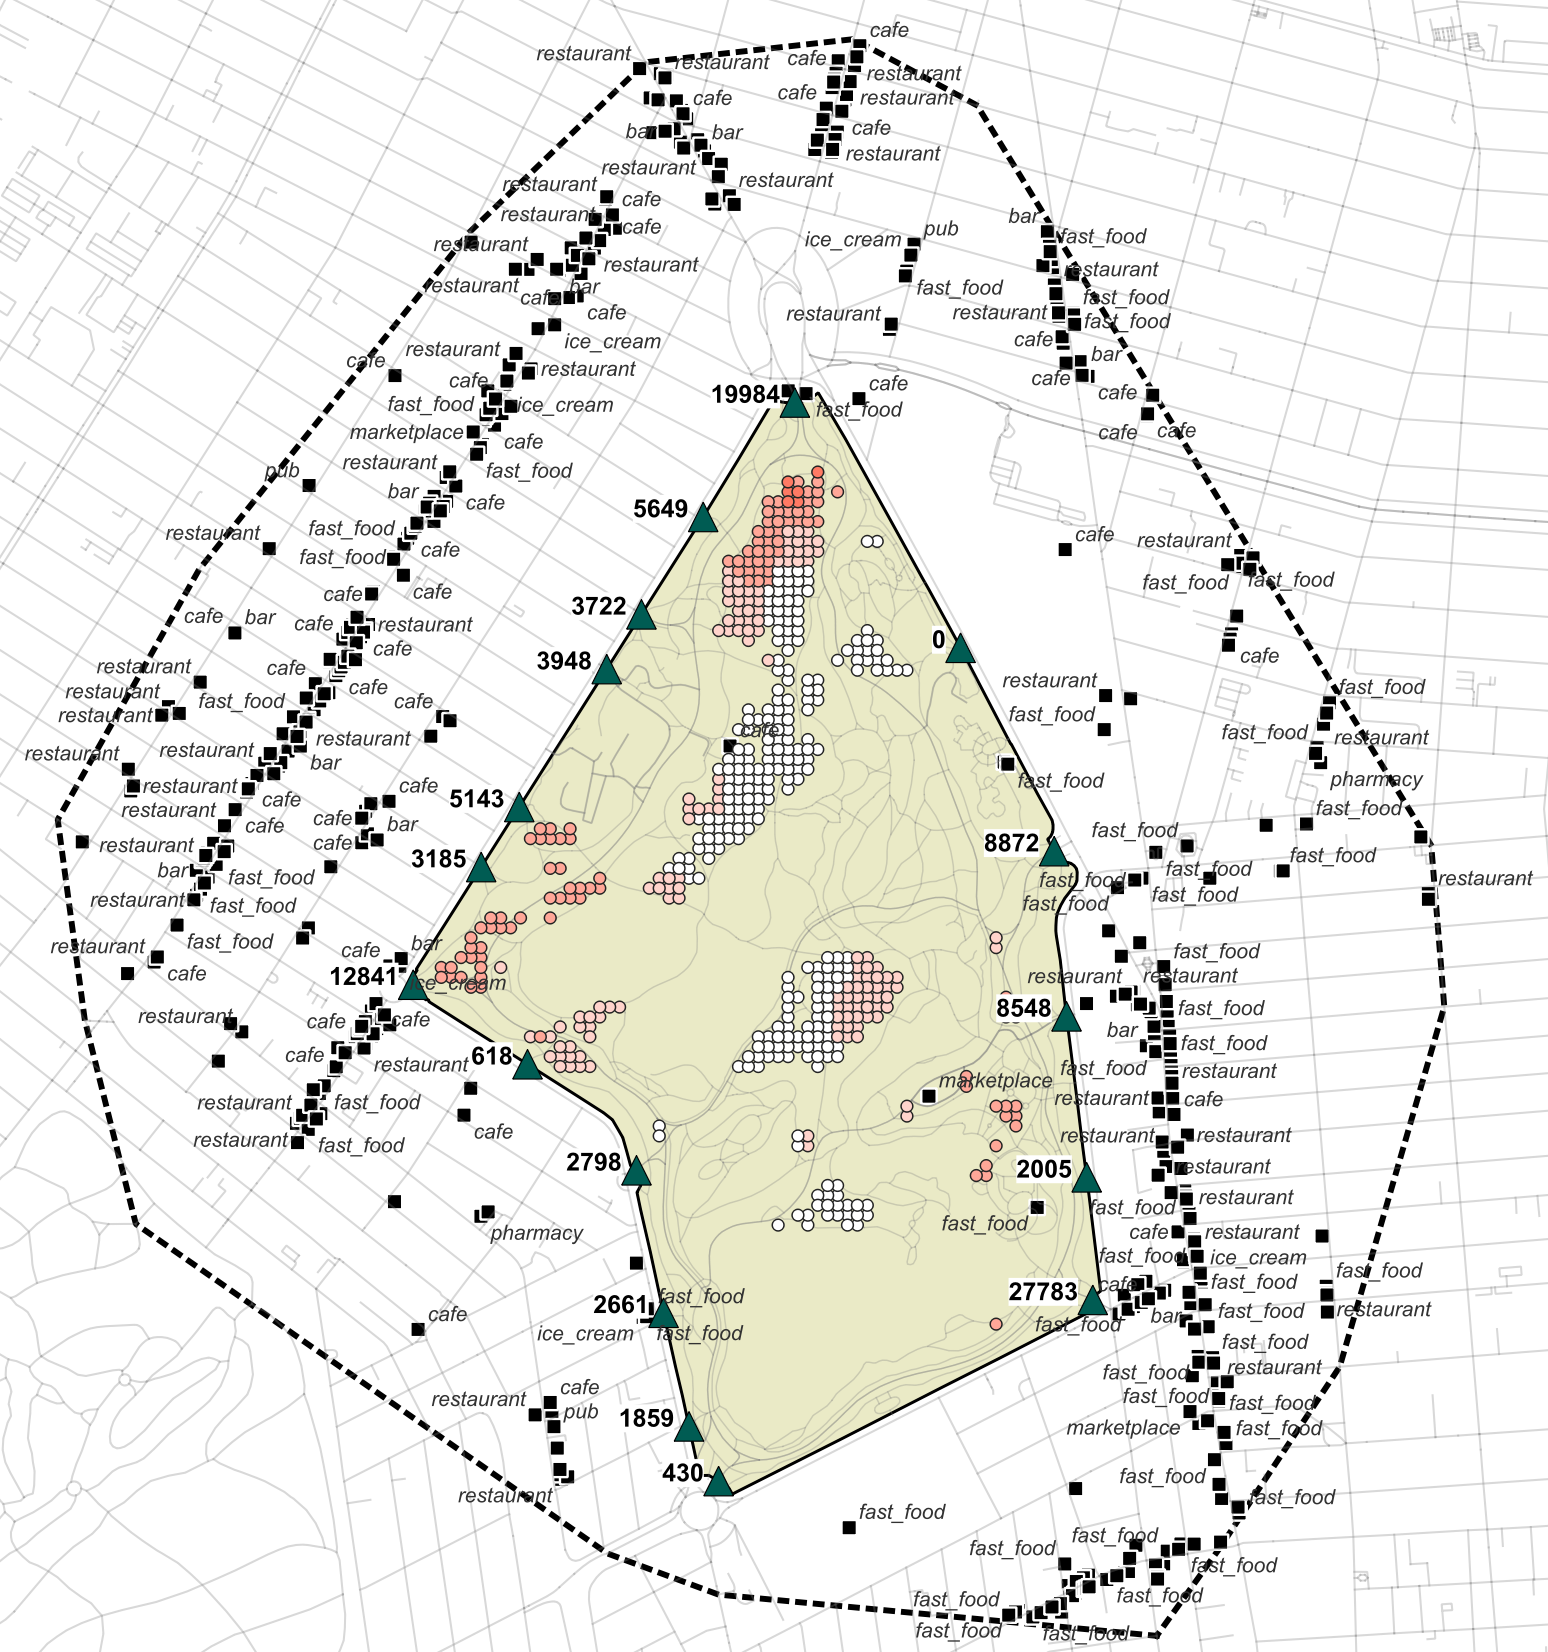 cafe
restaurant
restaurant
cafe
restaurant
cafe
cafe
restaurant
bar
bar
cafe
restaurant
restaurant
restaurant
restaurant
cafe
restaurant
cafe
bar
pub
ice_cream
fast_food
restaurant
restaurant
restaurant
fast_food
restaurant
cafe
bar
cafe
fast_food
restaurant
restaurant
fast_food
cafe
ice_cream
restaurant
cafe
restaurant
bar
cafe
cafe
cafe
19984
cafe
fast_food
cafe
cafe
fast_food
ice_cream
marketplace
cafe
restaurant
fast_food
pub
bar
cafe
5649
fast_food
restaurant
cafe
restaurant
fast_food
cafe
fast_food
fast_food
cafe
cafe
3722
cafe
bar
cafe
restaurant
0
cafe
cafe
3948
restaurant
cafe
restaurant
cafe
restaurant
fast_food
restaurant
fast_food
cafe
fast_food
cafe
restaurant
fast_food
restaurant
restaurant
restaurant
bar
fast_food
pharmacy
restaurant
cafe
cafe
5143
restaurant
cafe
cafe
bar
fast_food
fast_food
restaurant
cafe
8872
3185
bar
fast_food
fast_food
fast_food
fast_food
restaurant
restaurant
fast_food
fast_food
fast_food
fast_food
restaurant
cafe
bar
fast_food
cafe
12841
ice_cream
restaurant
restaurant
restaurant
cafe
cafe
8548
fast_food
bar
cafe
618
restaurant
fast_food
fast_food
restaurant
marketplace
restaurant
fast_food
restaurant
cafe
restaurant
fast_food
cafe
restaurant
restaurant
2798
2005
restaurant
restaurant
fast_food
fast_food
pharmacy
cafe
restaurant
fast_food
ice_cream
fast_food
cafe
fast_food
27783
2661
fast_food
fast_food
restaurant
bar
cafe
ice_cream
fast_food
fast_food
fast_food
fast_food
restaurant
restaurant
cafe
pub
fast_food
fast_food
1859
marketplace
fast_food
430
fast_food
restaurant
fast_food
fast_food
fast_food
fast_food
fast_food
fast_food
fast_food
fast_food
fast_food